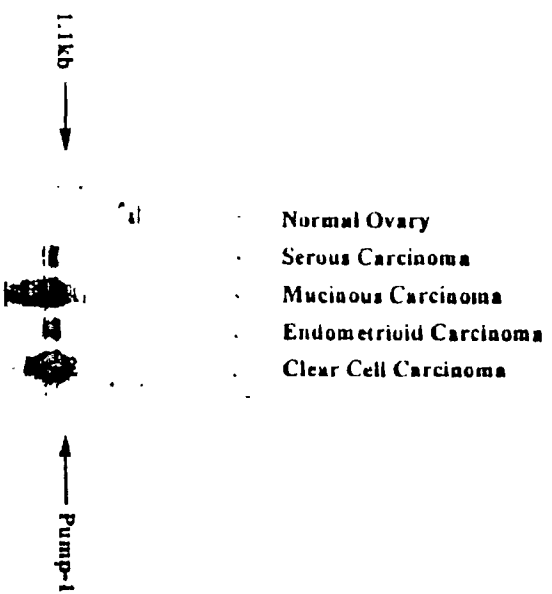 1.1kb
Normal Ovary
Serous Carcinoma
Mucinous Carcinoma
Endometrioid Carcinoma
Clear Cell Carcinoma
Pump-1